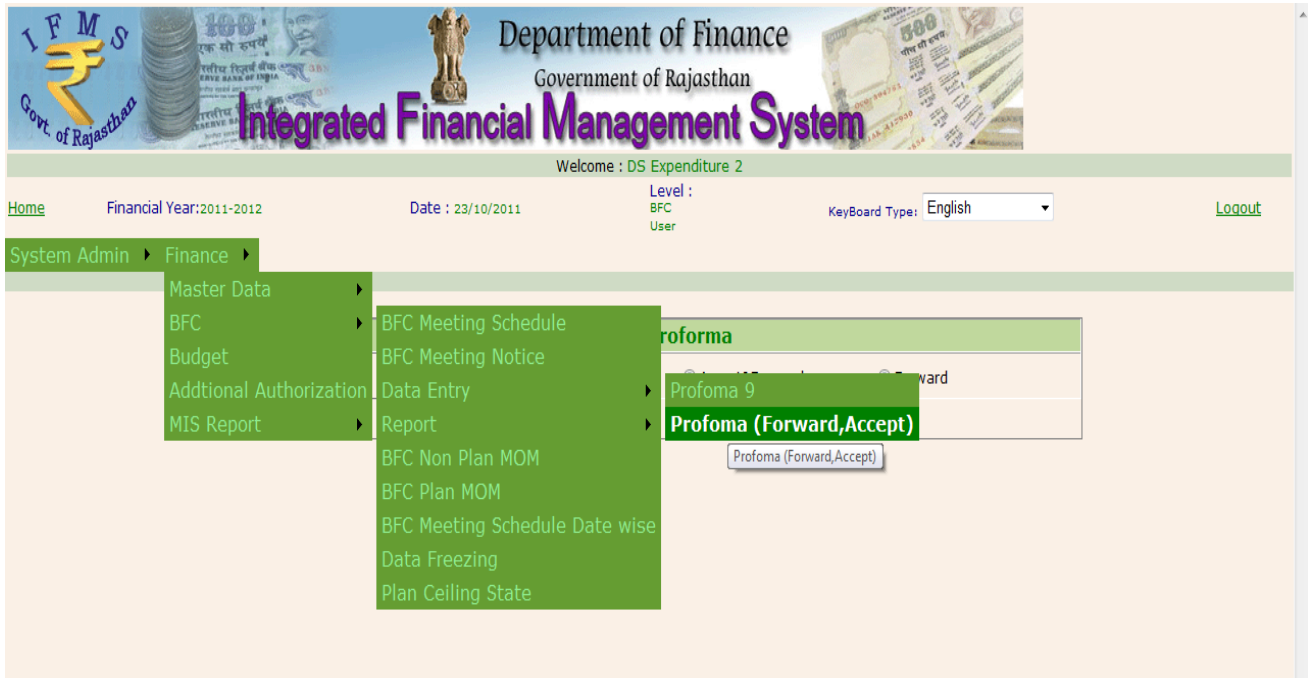 IFMS
Govt. of Rajasthan
एक सौ रुपये
Department of Finance
Government of Rajasthan
Integrated Financial Management System
Welcome : DS Expenditure 2
Home Financial Year:2011-2012 Date : 23/10/2011 Level : BFC User KeyBoard Type: English Logout
System Admin Finance
Master Data
BFC
Budget
Addtional Authorization
MIS Report
BFC Meeting Schedule
BFC Meeting Notice
Data Entry
Report
BFC Non Plan MOM
BFC Plan MOM
BFC Meeting Schedule Date wise
Data Freezing
Plan Ceiling State
roforma
ward
Profoma 9
Profoma (Forward,Accept)
Profoma (Forward,Accept)